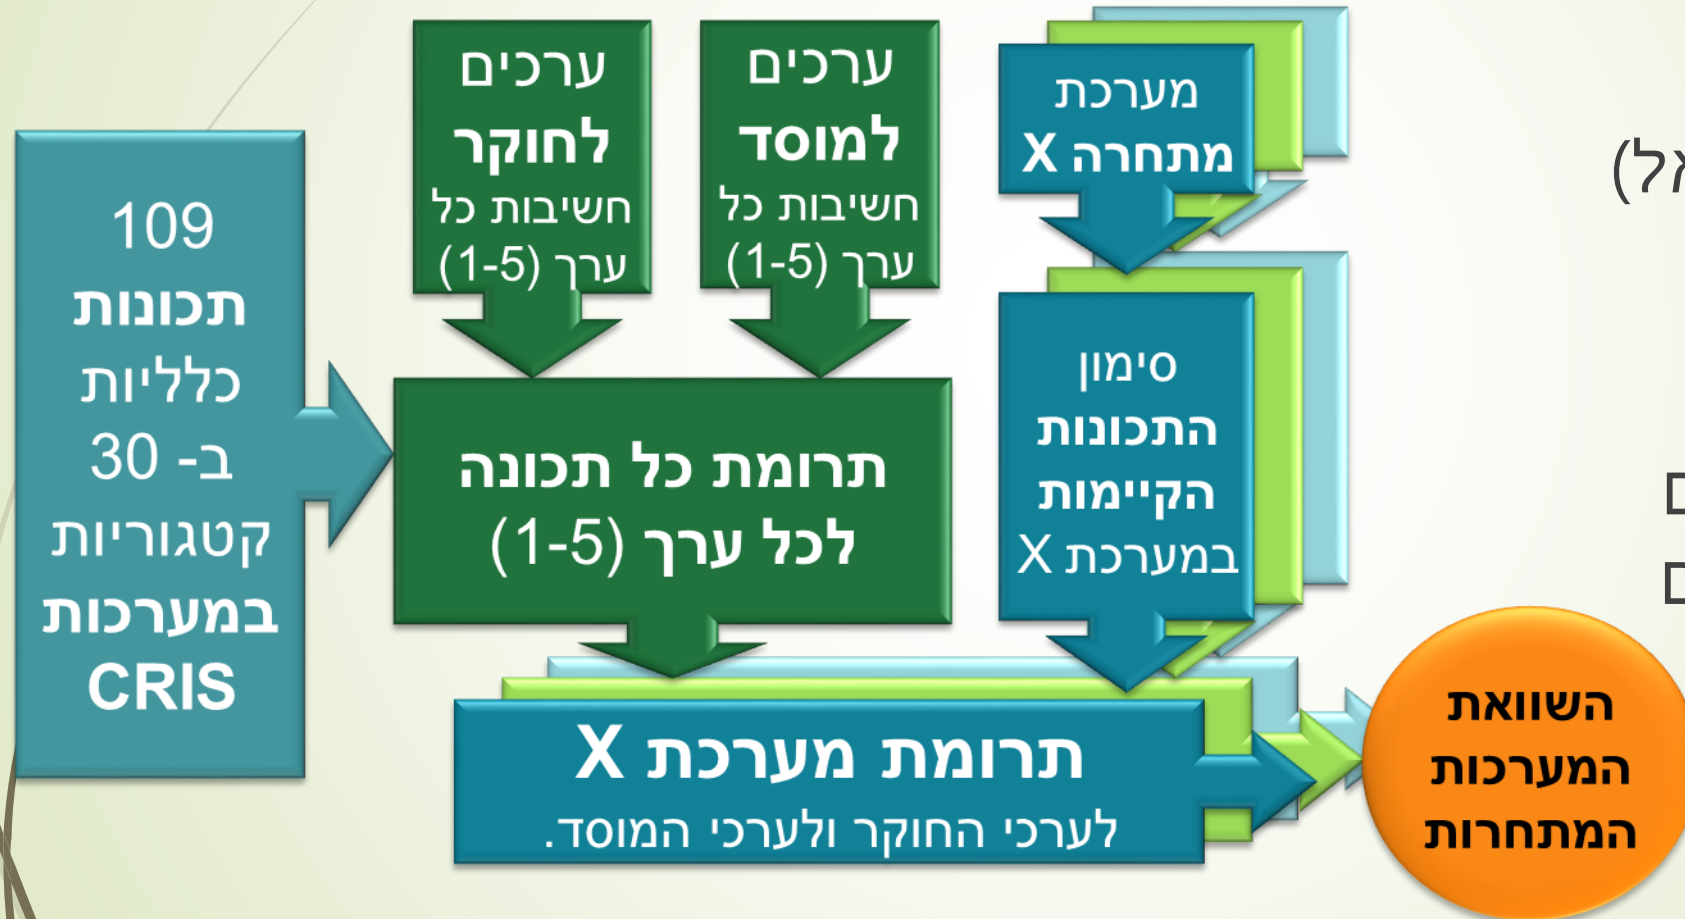 ערכים
לחוקר
חשיבות כל
ערך (1-5)
ערכים
למוסד
חשיבות כל
ערך (1-5)
מערכת
מתחרה X
109
תכונות
כלליות
ב- 30
קטגוריות
במערכות
CRIS
תרומת כל תכונה
לכל ערך (1-5)
סימון
התכונות
הקיימות
במערכת X
תרומת מערכת X
לערכי החוקר ולערכי המוסד.
השוואת
המערכות
המתחרות